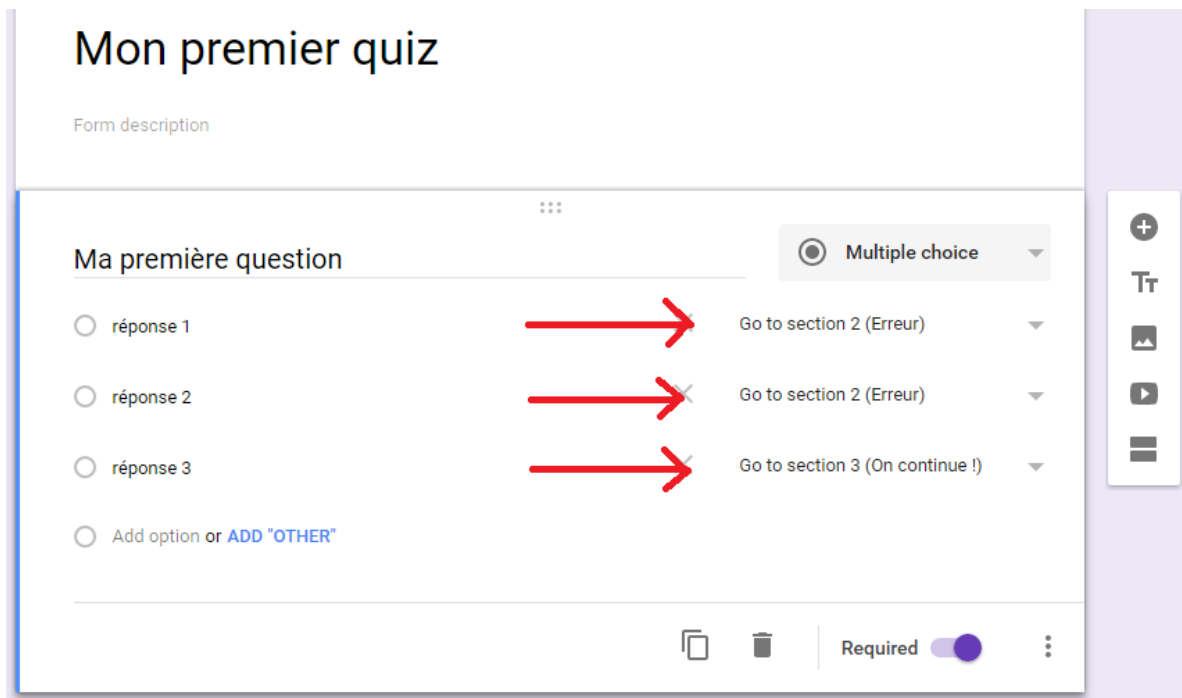 Mon premier quiz
Form description
Ma première question
Multiple choice
réponse 1
Go to section 2 (Erreur)
réponse 2
Go to section 2 (Erreur)
réponse 3
Go to section 3 (On continue !)
Add option or ADD "OTHER"
Required